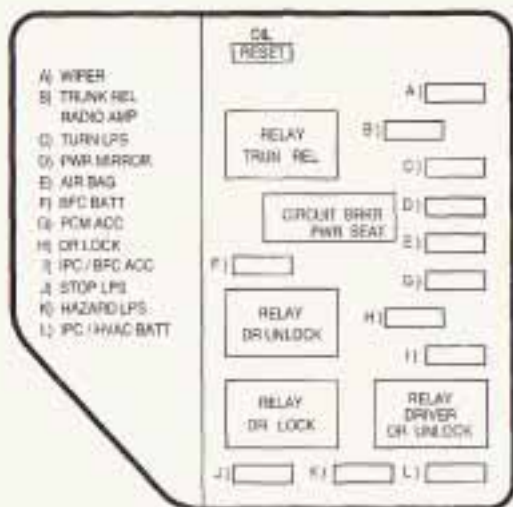 A) WIPER
B) TRUNK REL
RADIO AMP
C) TURN LPS
D) PWR MIRROR
E) AIR BAG
F) BFC BATT
G) PCM ACC
H) DR LOCK
I) IPC / BFC ACC
J) STOP LPS
K) HAZARD LPS
L) IPC / HVAC BATT
OIL
RESET
A)
B)
RELAY
TRUN REL
C)
D)
CIRCUIT BRKR
PWR SEAT
E)
F)
G)
RELAY
DR UNLOCK
H)
I)
RELAY
DR LOCK
RELAY
DRIVER
DR UNLOCK
J)
K)
L)